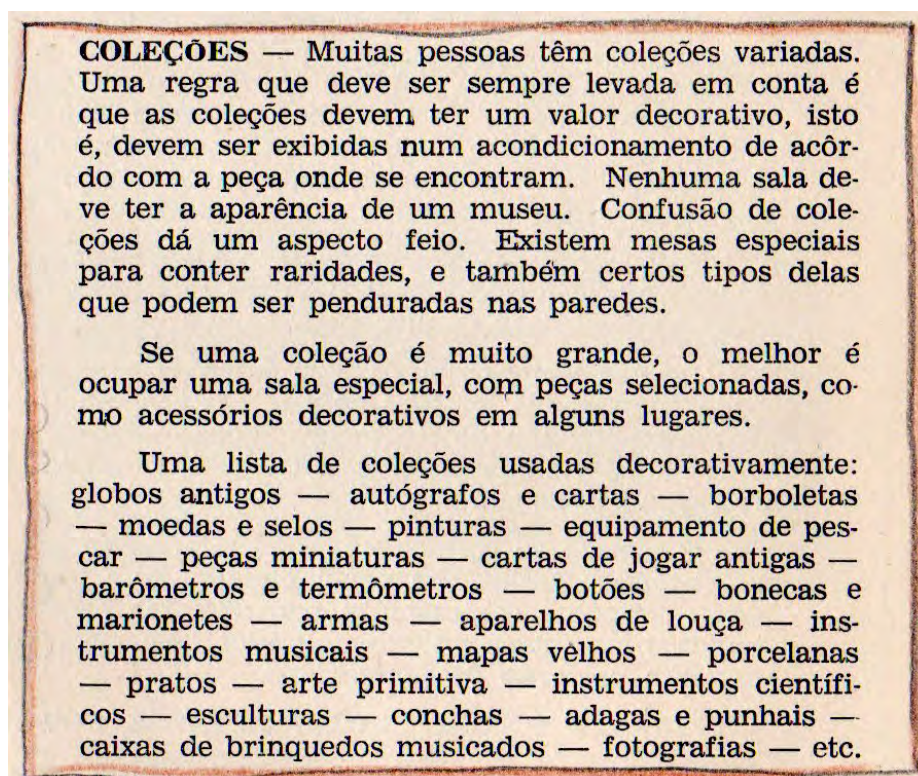 COLEÇÕES — Muitas pessoas têm coleções variadas.
Uma regra que deve ser sempre levada em conta é
que as coleções devem ter um valor decorativo, isto
é, devem ser exibidas num acondicionamento de acôr-
do com a peça onde se encontram. Nenhuma sala de-
ve ter a aparência de um museu. Confusão de cole-
ções dá um aspecto feio. Existem mesas especiais
para conter raridades, e também certos tipos delas
que podem ser penduradas nas paredes.
Se uma coleção é muito grande, o melhor é
ocupar uma sala especial, com peças selecionadas, co-
mo acessórios decorativos em alguns lugares.
Uma lista de coleções usadas decorativamente:
globos antigos — autógrafos e cartas — borboletas
— moedas e selos — pinturas — equipamento de pes-
car — peças miniaturas — cartas de jogar antigas —
barômetros e termômetros — botões — bonecas e
marionetes — armas — aparelhos de louça — ins-
trumentos musicais — mapas velhos — porcelanas
— pratos — arte primitiva — instrumentos científi-
cos — esculturas — conchas — adagas e punhais —
caixas de brinquedos musicados — fotografias — etc.